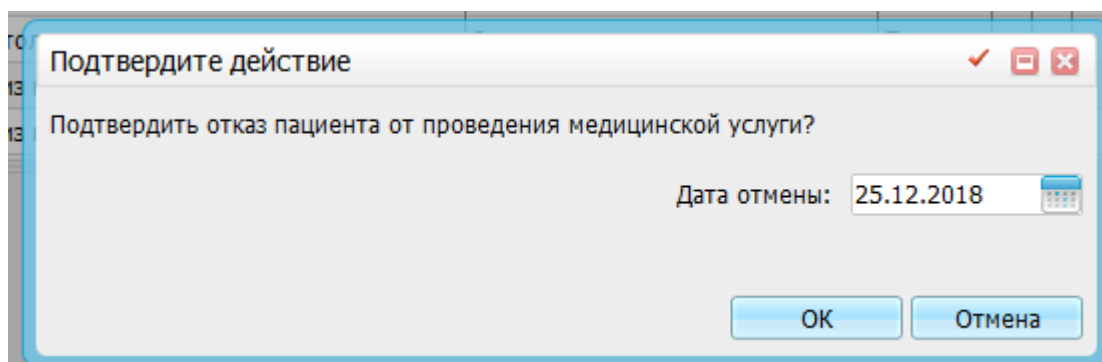 Подтвердите действие
Подтвердить отказ пациента от проведения медицинской услуги?
Дата отмены: 25.12.2018
ОК Отмена